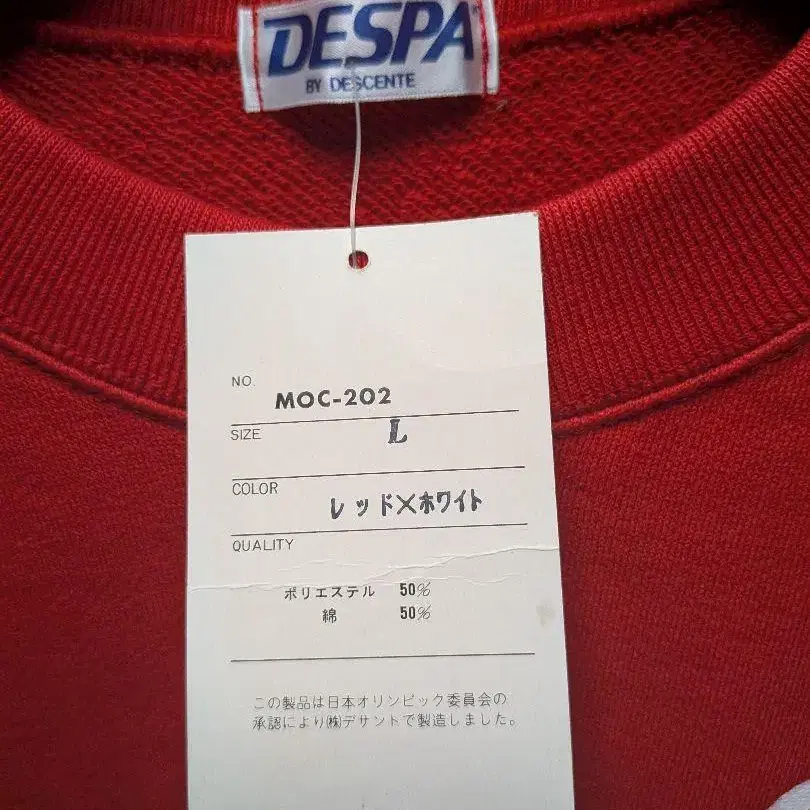 DESPA
BY DESCENTE
NO. MOC-202
SIZE L
COLOR レッド×ホワイト
QUALITY
ポリエステル 50%
綿 50%
この製品は日本オリンピック委員会の
承認により㈱デサントで製造しました。